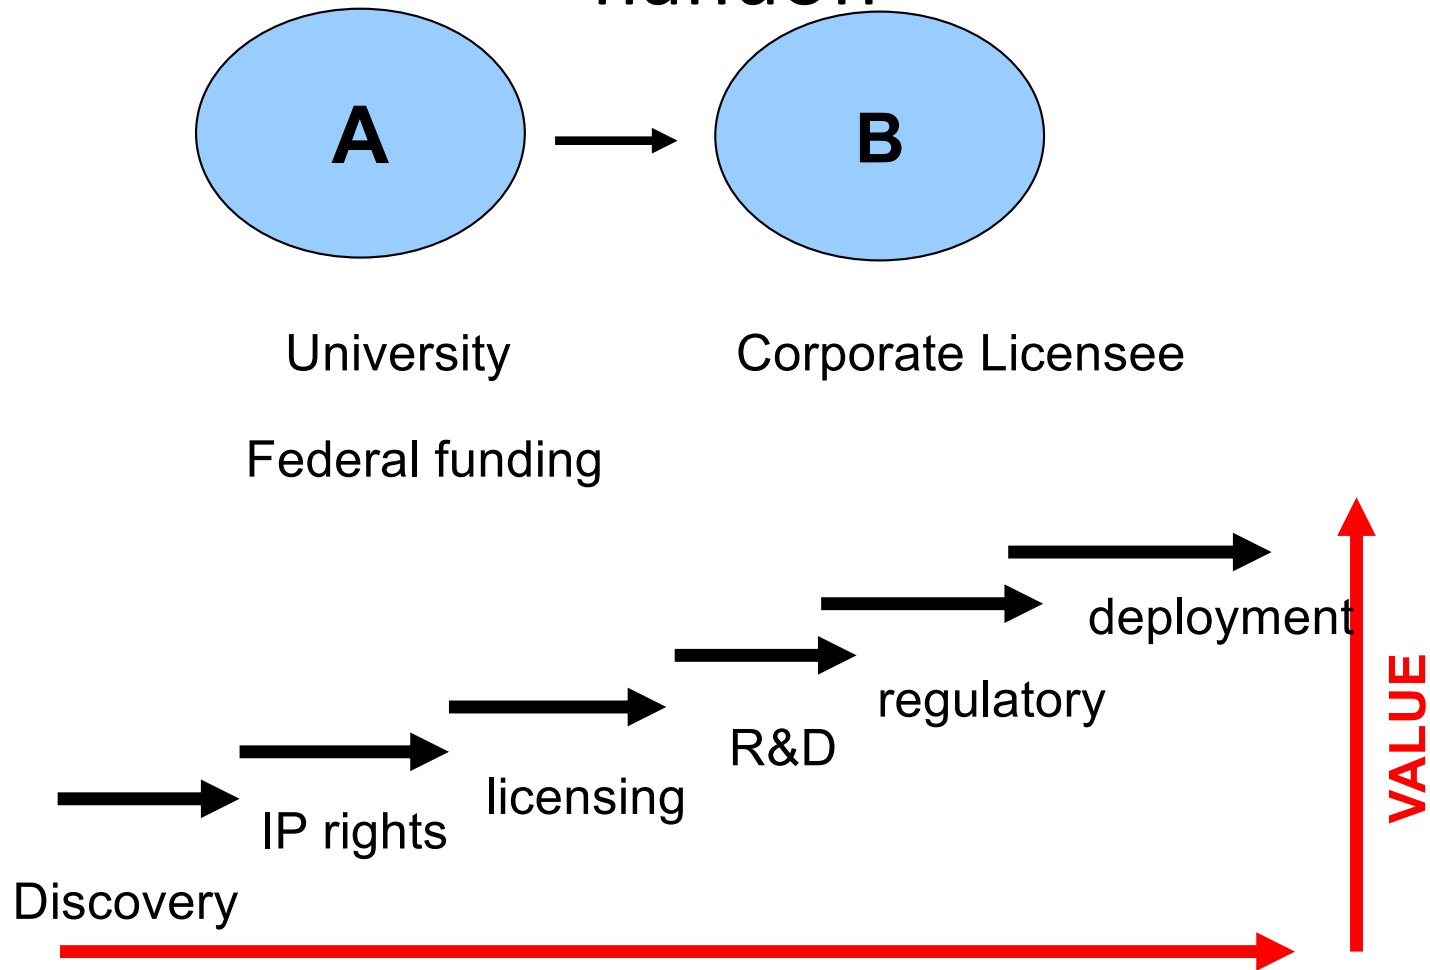 A
B
University
Corporate Licensee
Federal funding
deployment
regulatory
R&D
licensing
IP rights
Discovery
VALUE